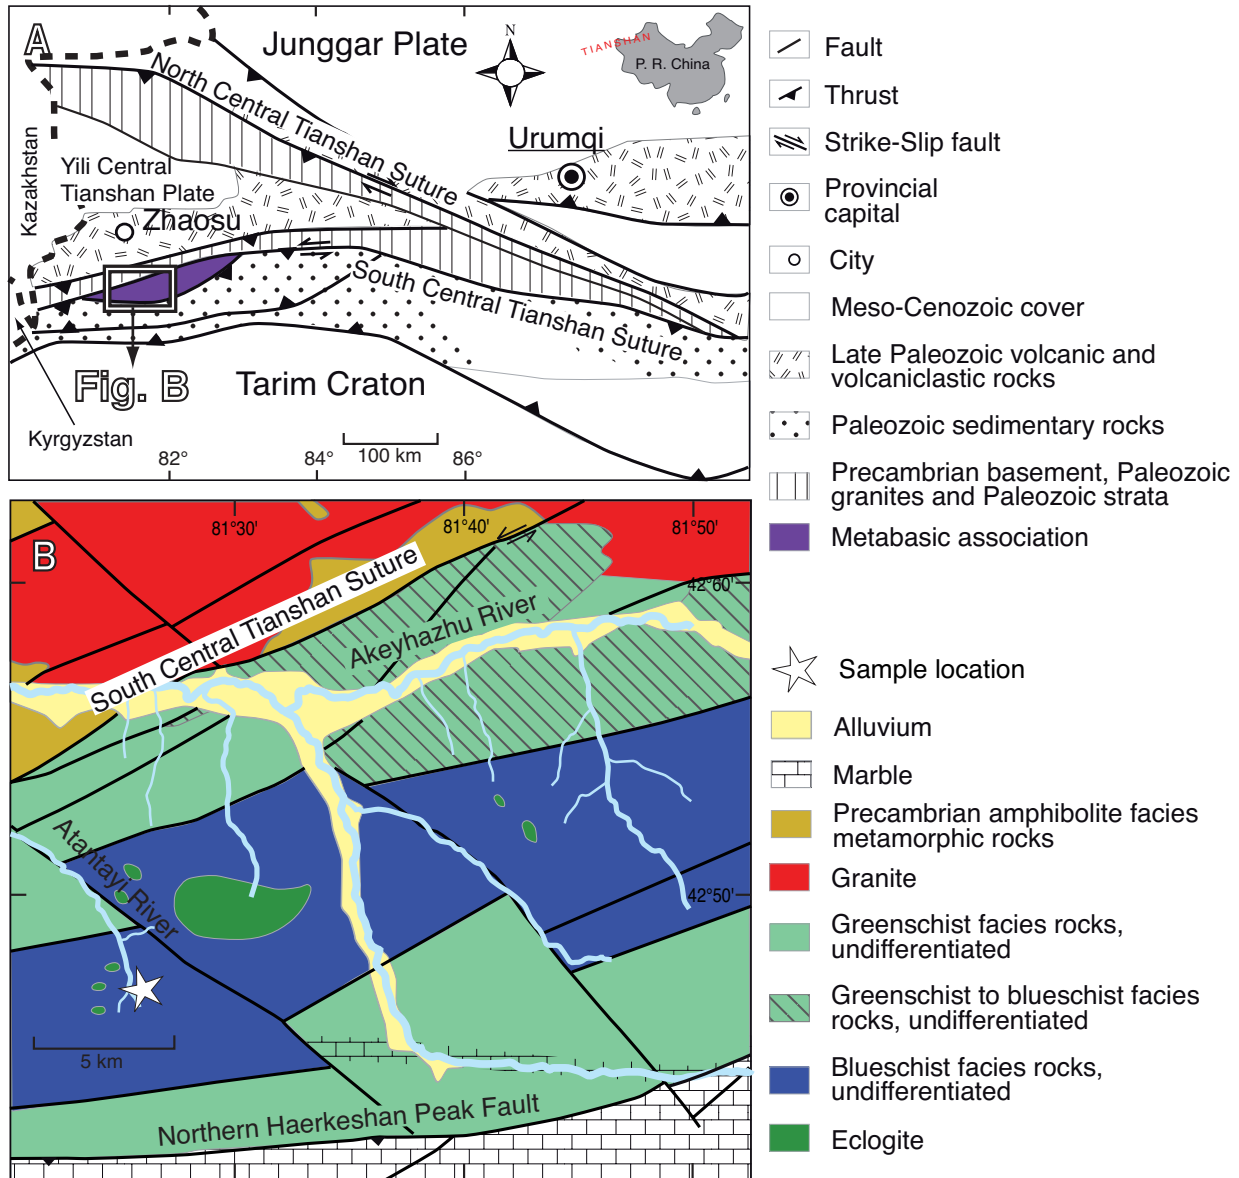 A
Junggar Plate
N
TIANSHAN
P. R. China
North Central Tianshan Suture
Urumqi
Kazakhstan
Yili Central
Tianshan Plate
Zhaosu
South Central Tianshan Suture
Fig. B
Tarim Craton
Kyrgyzstan
100 km
82°
84°
86°
Fault
Thrust
Strike-Slip fault
Provincial
capital
City
Meso-Cenozoic cover
Late Paleozoic volcanic and
volcaniclastic rocks
Paleozoic sedimentary rocks
Precambrian basement, Paleozoic
granites and Paleozoic strata
Metabasic association
B
81°30'
81°40'
81°50'
South Central Tianshan Suture
42°60'
Akeyhazhu River
Atantayi River
42°50'
5 km
Northern Haerkeshan Peak Fault
Sample location
Alluvium
Marble
Precambrian amphibolite facies
metamorphic rocks
Granite
Greenschist facies rocks,
undifferentiated
Greenschist to blueschist facies
rocks, undifferentiated
Blueschist facies rocks,
undifferentiated
Eclogite